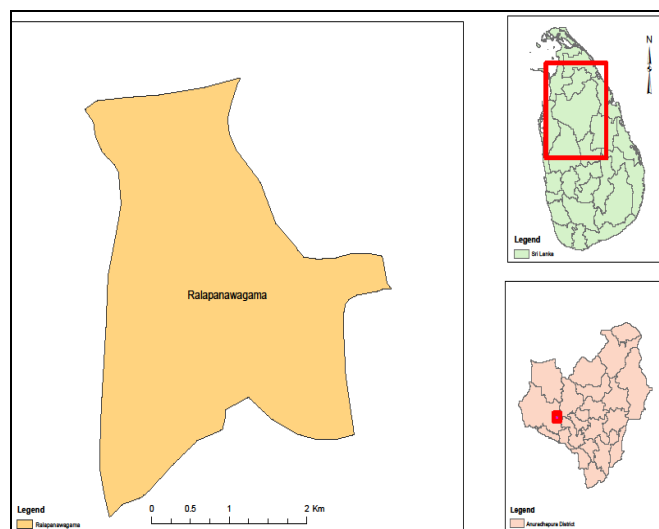 Ralapanawagama
Legend
Ralapanawagama
0 0.5 1 2 Km
N
Legend
Sri Lanka
Legend
Anuradhapura District